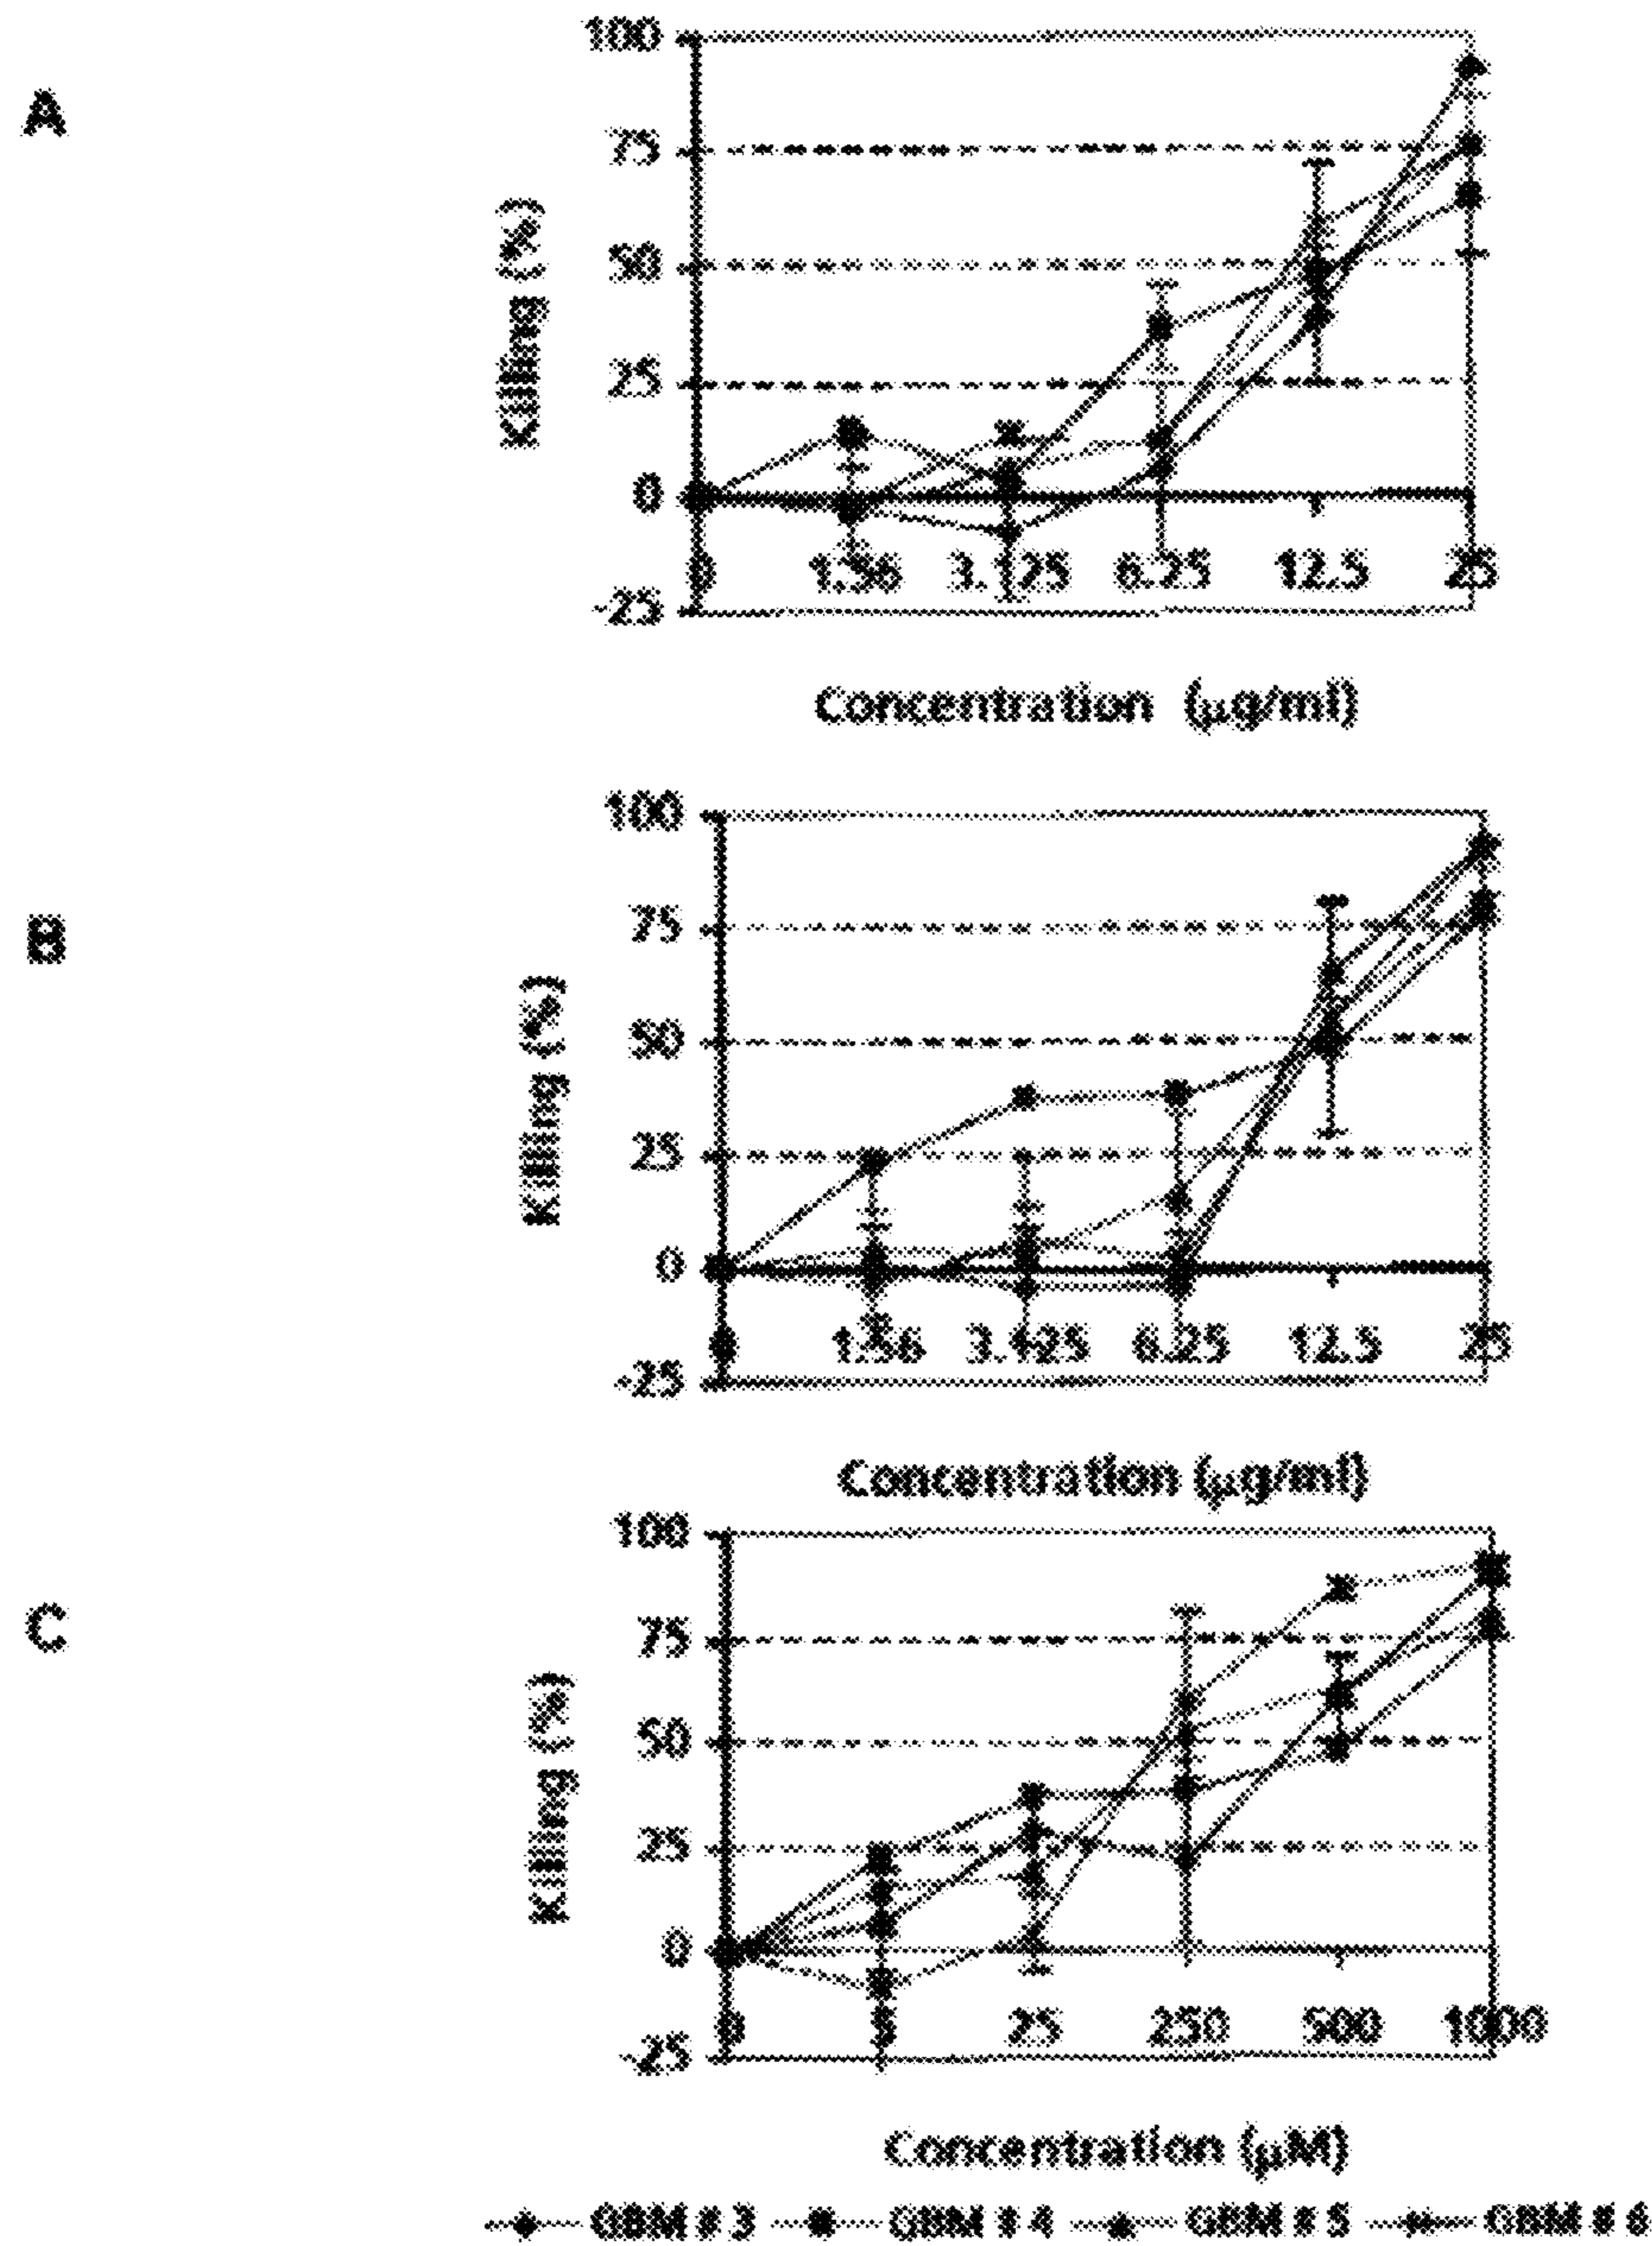 A
100
75
50
25
0
-25
Killing (%)
0 1.56 3.125 6.25 12.5 25
Concentration (µg/ml)
B
100
75
50
25
0
-25
Killing (%)
0 1.56 3.125 6.25 12.5 25
Concentration (µg/ml)
C
100
75
50
25
0
-25
Killing (%)
0 5 25 250 500 1000
Concentration (µM)
GBM # 3 GBM # 4 GBM # 5 GBM # 6